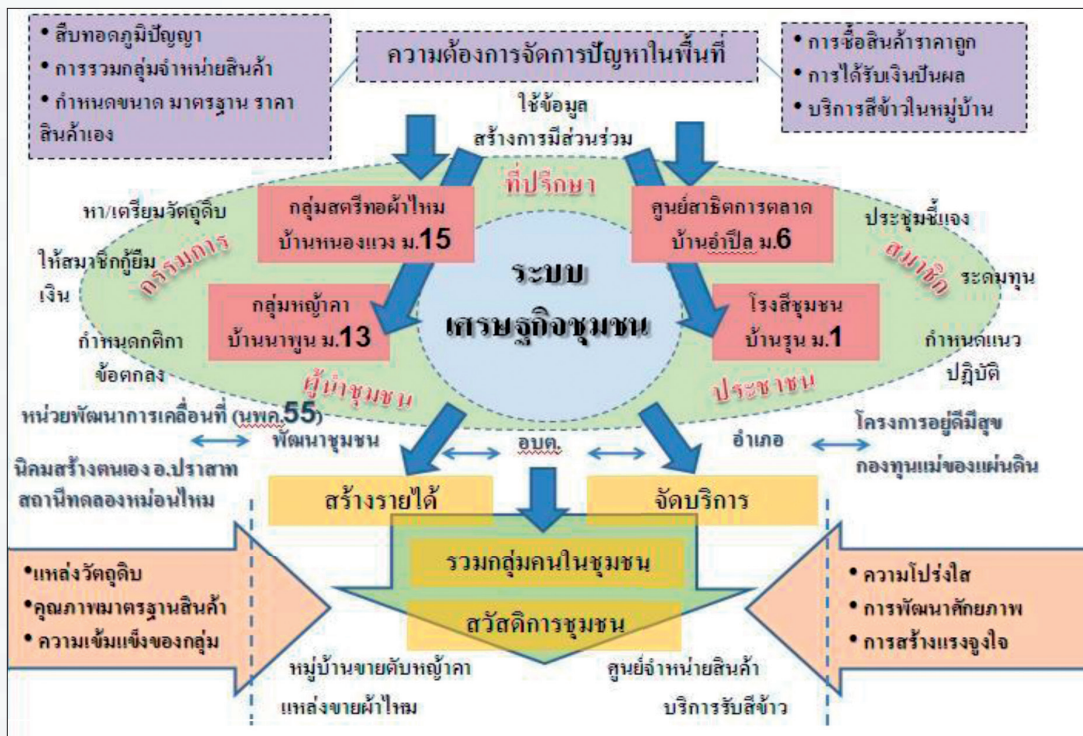 • สืบทอดภูมิปัญญา
• การรวมกลุ่มจำหน่ายสินค้า
• กำหนดขนาด มาตรฐาน ราคา
สินค้าเอง
ความต้องการจัดการปัญหาในพื้นที่
• การซื้อสินค้าราคาถูก
• การได้รับเงินปันผล
• บริการสีข้าวในหมู่บ้าน
ใช้ข้อมูล
สร้างการมีส่วนร่วม
ที่ปรึกษา
หา/เตรียมวัตถุดิบ
ให้สมาชิกกู้ยืม
เงิน
กำหนดกติกา
ข้อตกลง
กรรมการ
กลุ่มสตรีทอผ้าไหม
บ้านหนองแวง ม.15
กลุ่มหญ้าคา
บ้านนาพูน ม.13
ผู้นำชุมชน
ระบบ
เศรษฐกิจชุมชน
ศูนย์สาธิตการตลาด
บ้านอำปึล ม.6
โรงสีชุมชน
บ้านรุน ม.1
ประชาชน
สมาชิก
ประชุมชี้แจง
ระดมทุน
กำหนดแนว
ปฏิบัติ
หน่วยพัฒนาการเคลื่อนที่ (นพค.55)
พัฒนาชุมชน
อบต.
อำเภอ
โครงการอยู่ดีมีสุข
กองทุนแม่ของแผ่นดิน
นิคมสร้างตนเอง อ.ปราสาท
สถานีทดลองหม่อนไหม
สร้างรายได้
จัดบริการ
รวมกลุ่มคนในชุมชน
สวัสดิการชุมชน
•แหล่งวัตถุดิบ
•คุณภาพมาตรฐานสินค้า
• ความเข้มแข็งของกลุ่ม
• ความโปร่งใส
• การพัฒนาศักยภาพ
• การสร้างแรงจูงใจ
หมู่บ้านขายตับหญ้าคา
แหล่งขายผ้าไหม
ศูนย์จำหน่ายสินค้า
บริการรับสีข้าว